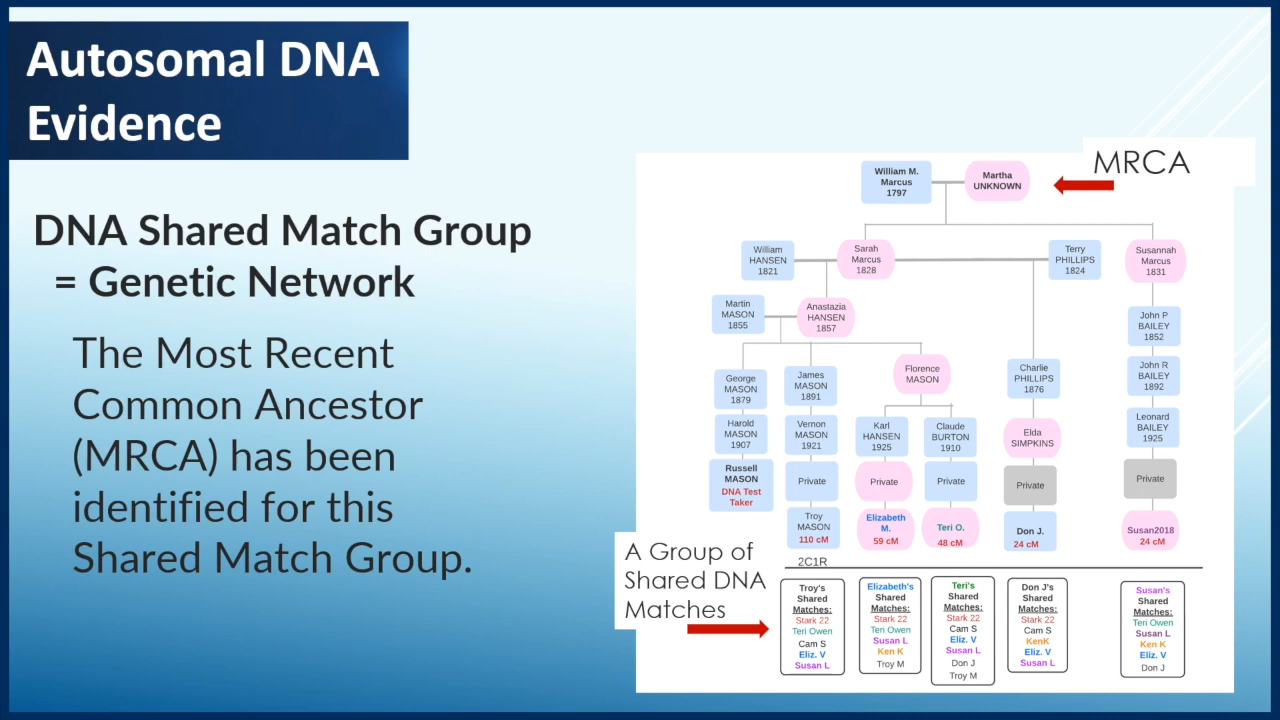 Autosomal DNA
Evidence
DNA Shared Match Group
= Genetic Network
The Most Recent
Common Ancestor
(MRCA) has been
identified for this
Shared Match Group.
MRCA
William M.
Marcus
1797
Martha
UNKNOWN
William
HANSEN
1821
Sarah
Marcus
1828
Terry
PHILLIPS
1824
Susannah
Marcus
1831
Martin
MASON
1855
Anastazia
HANSEN
1857
John P
BAILEY
1852
George
MASON
1879
James
MASON
1891
Florence
MASON
Charlie
PHILLIPS
1876
John R
BAILEY
1892
Harold
MASON
1907
Vernon
MASON
1921
Karl
HANSEN
1925
Claude
BURTON
1910
Elda
SIMPKINS
Leonard
BAILEY
1925
Russell
MASON
DNA Test
Taker
Private
Private
Private
Private
Private
Troy
MASON
110 cM
Elizabeth
M.
59 cM
Teri O.
48 cM
Don J.
24 cM
Susan2018
24 cM
2C1R
A Group of
Shared DNA
Matches
Troy's
Shared
Matches:
Stark 22
Teri Owen
Cam S
Eliz. V
Susan L
Elizabeth's
Shared
Matches:
Stark 22
Teri Owen
Susan L
Ken K
Troy M
Teri's
Shared
Matches:
Stark 22
Cam S
Eliz. V
Susan L
Don J
Troy M
Don J's
Shared
Matches:
Stark 22
Cam S
KenK
Eliz. V
Susan L
Susan's
Shared
Matches:
Teri Owen
Susan L
Ken K
Eliz. V
Don J